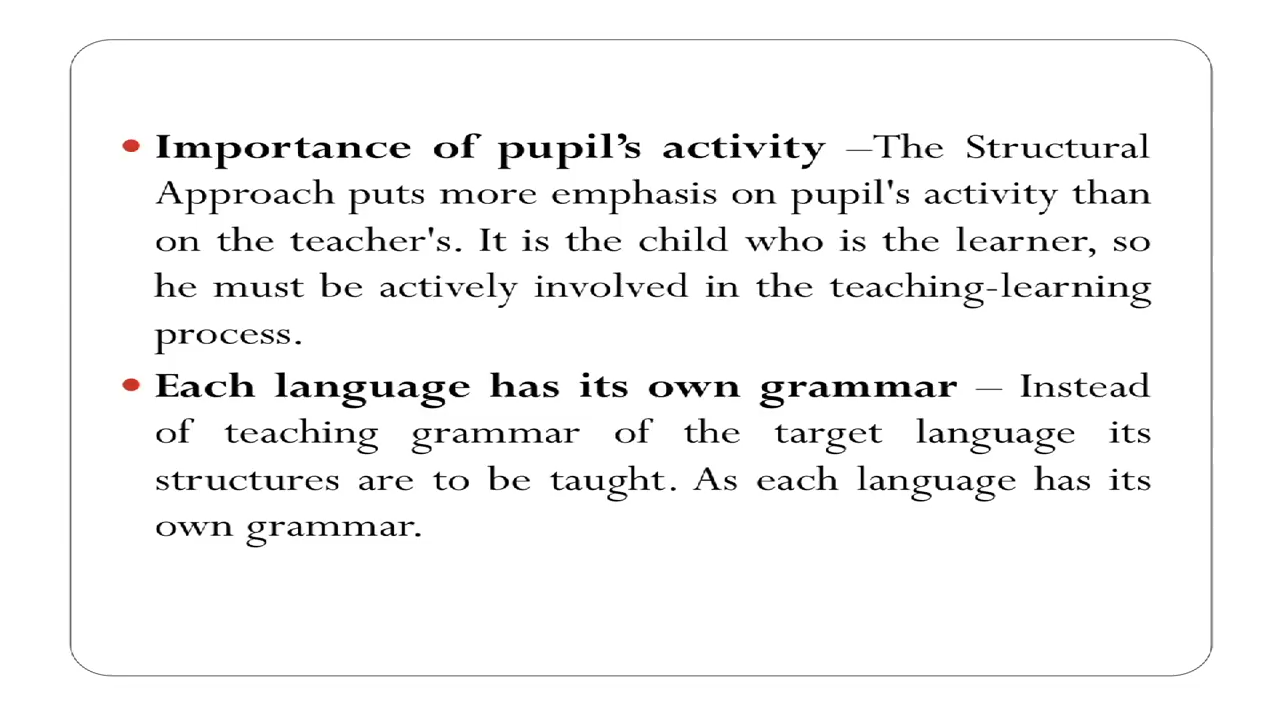 • Importance of pupil’s activity –The Structural
Approach puts more emphasis on pupil's activity than
on the teacher's. It is the child who is the learner, so
he must be actively involved in the teaching-learning
process.
• Each language has its own grammar – Instead
of teaching grammar of the target language its
structures are to be taught. As each language has its
own grammar.